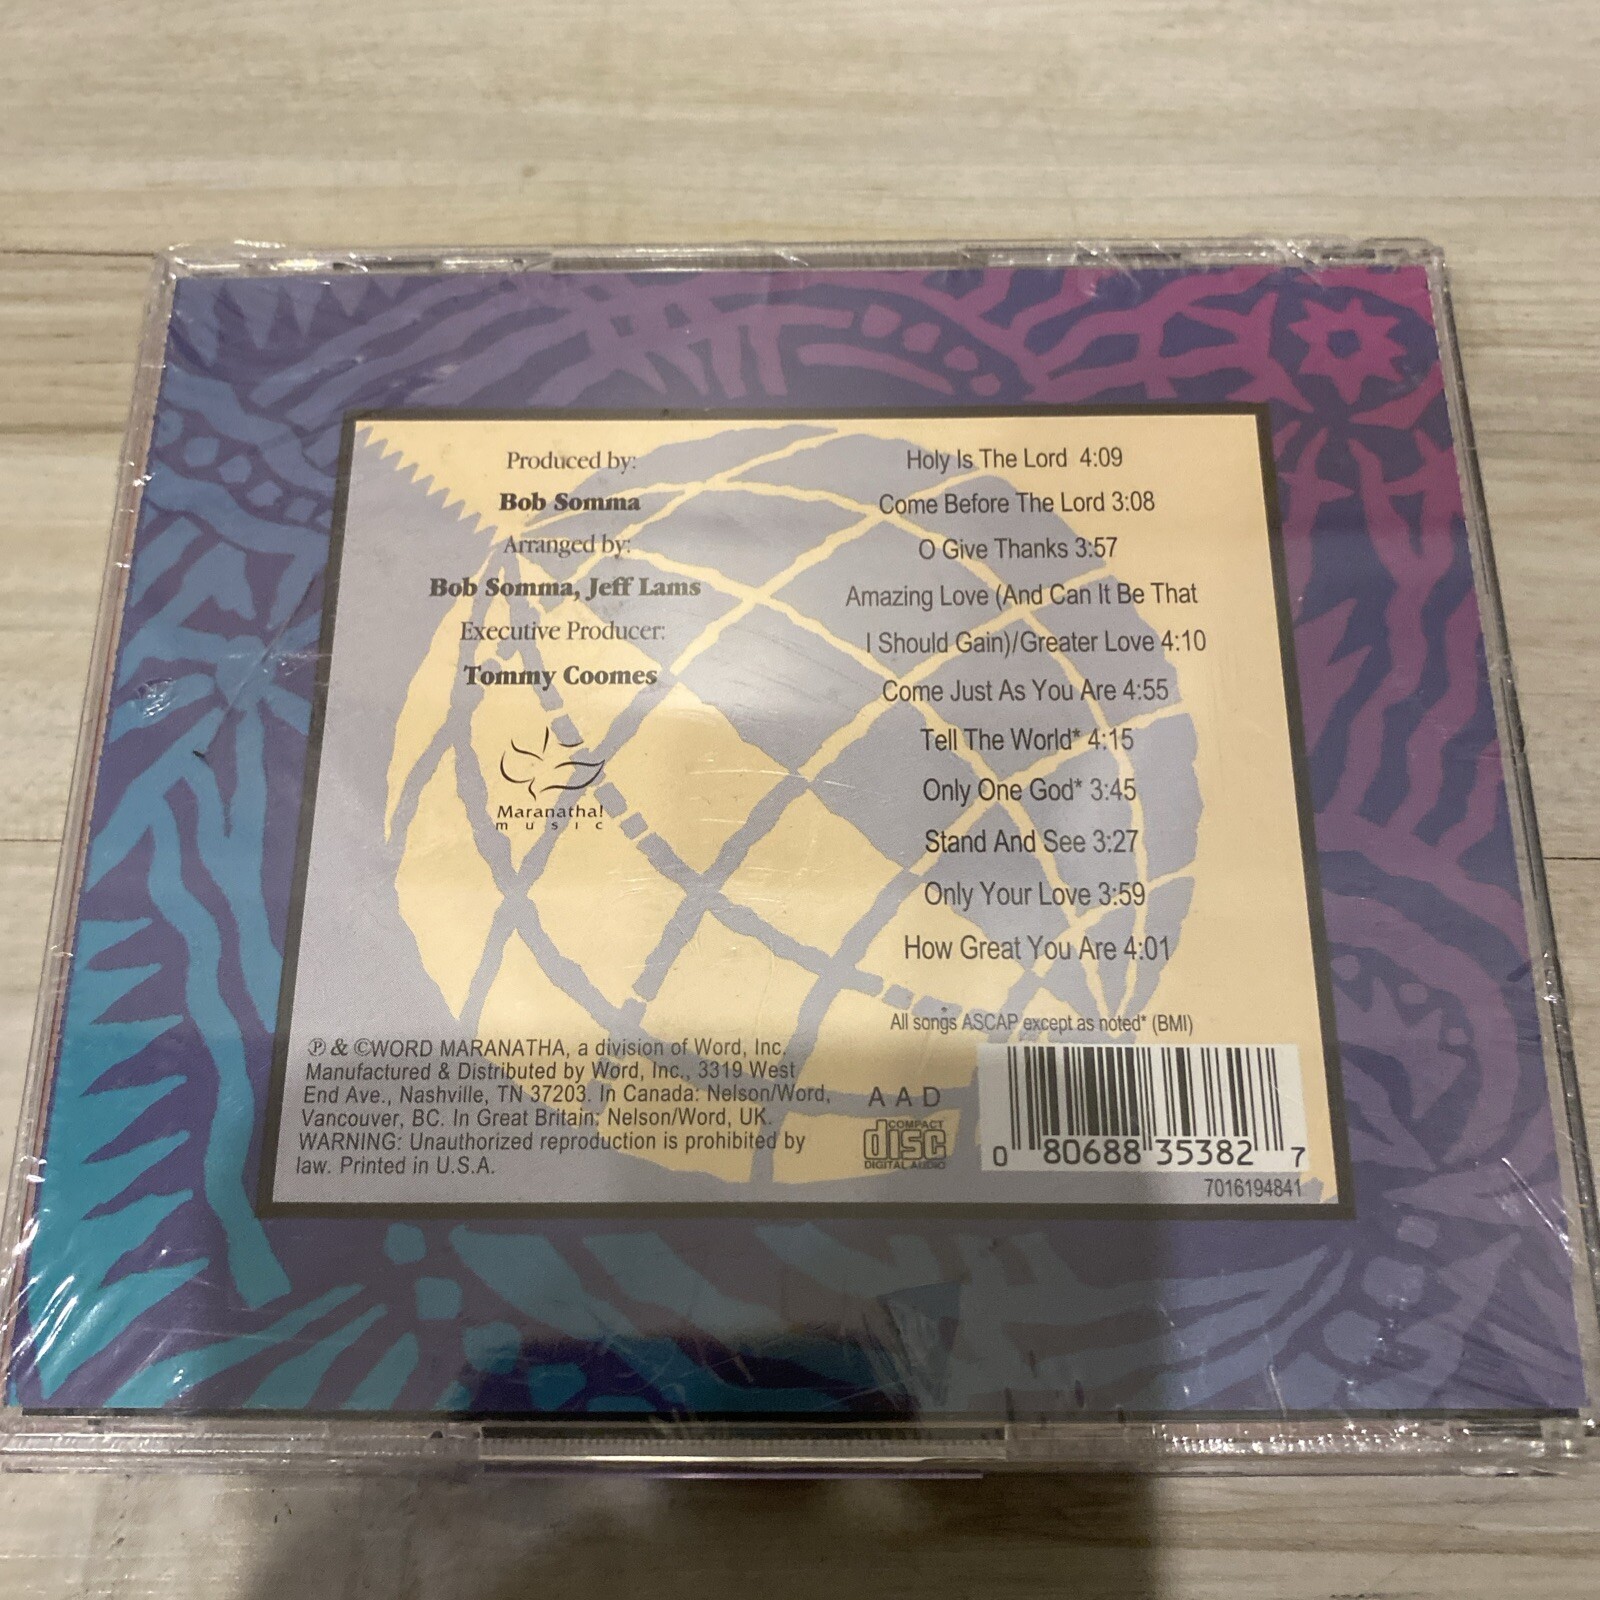 Produced by:
Bob Somma
Arranged by:
Bob Somma, Jeff Lams
Executive Producer:
Tommy Coomes
Maranatha!
music
Holy Is The Lord 4:09
Come Before The Lord 3:08
O Give Thanks 3:57
Amazing Love (And Can It Be That
I Should Gain)/Greater Love 4:10
Come Just As You Are 4:55
Tell The World* 4:15
Only One God* 3:45
Stand And See 3:27
Only Your Love 3:59
How Great You Are 4:01
All songs ASCAP except as noted* (BMI)
℗ & ©WORD MARANATHA, a division of Word, Inc.
Manufactured & Distributed by Word, Inc., 3319 West
End Ave., Nashville, TN 37203. In Canada: Nelson/Word,
Vancouver, BC. In Great Britain: Nelson/Word, UK.
WARNING: Unauthorized reproduction is prohibited by
law. Printed in U.S.A.
AAD
COMPACT
disc
DIGITAL AUDIO
0 80688 35382 7
7016194841